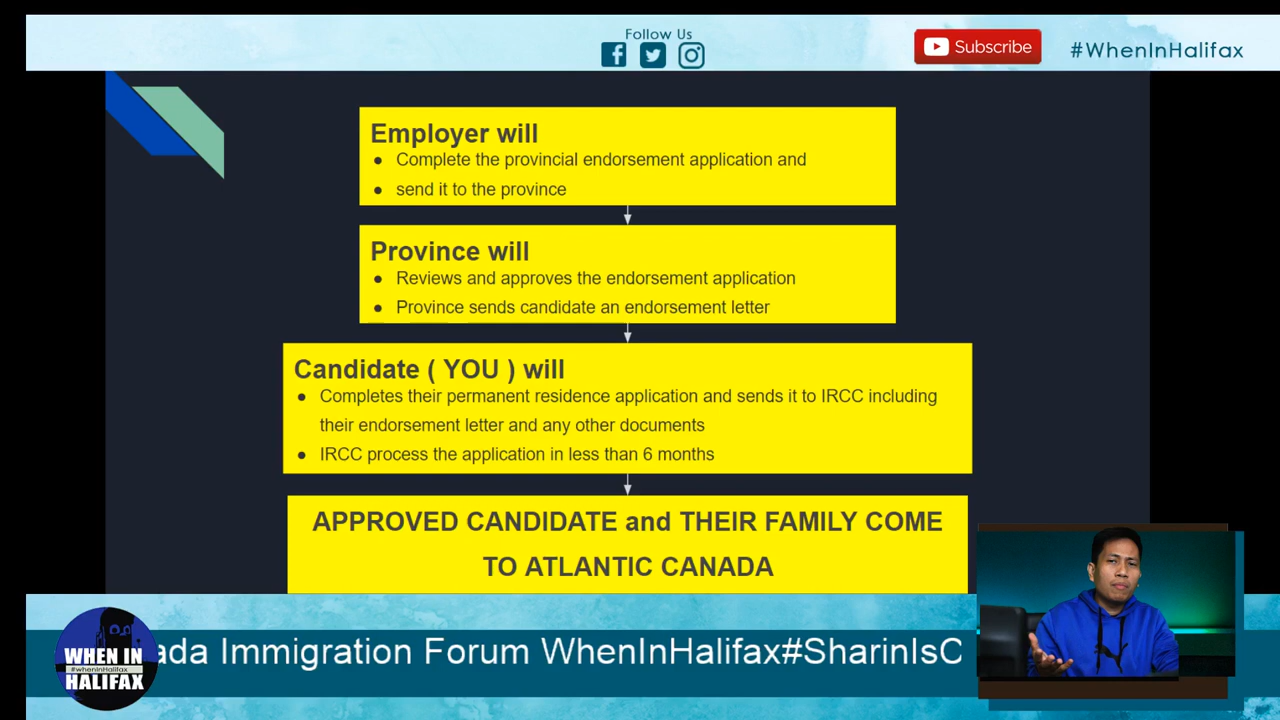 Follow Us
Subscribe
#WhenInHalifax
Employer will
● Complete the provincial endorsement application and
● send it to the province
Province will
● Reviews and approves the endorsement application
● Province sends candidate an endorsement letter
Candidate ( YOU ) will
● Completes their permanent residence application and sends it to IRCC including
their endorsement letter and any other documents
● IRCC process the application in less than 6 months
APPROVED CANDIDATE and THEIR FAMILY COME
TO ATLANTIC CANADA
WHEN IN
#whenInHalifax
HALIFAX
ada Immigration Forum WhenInHalifax#SharinIsC